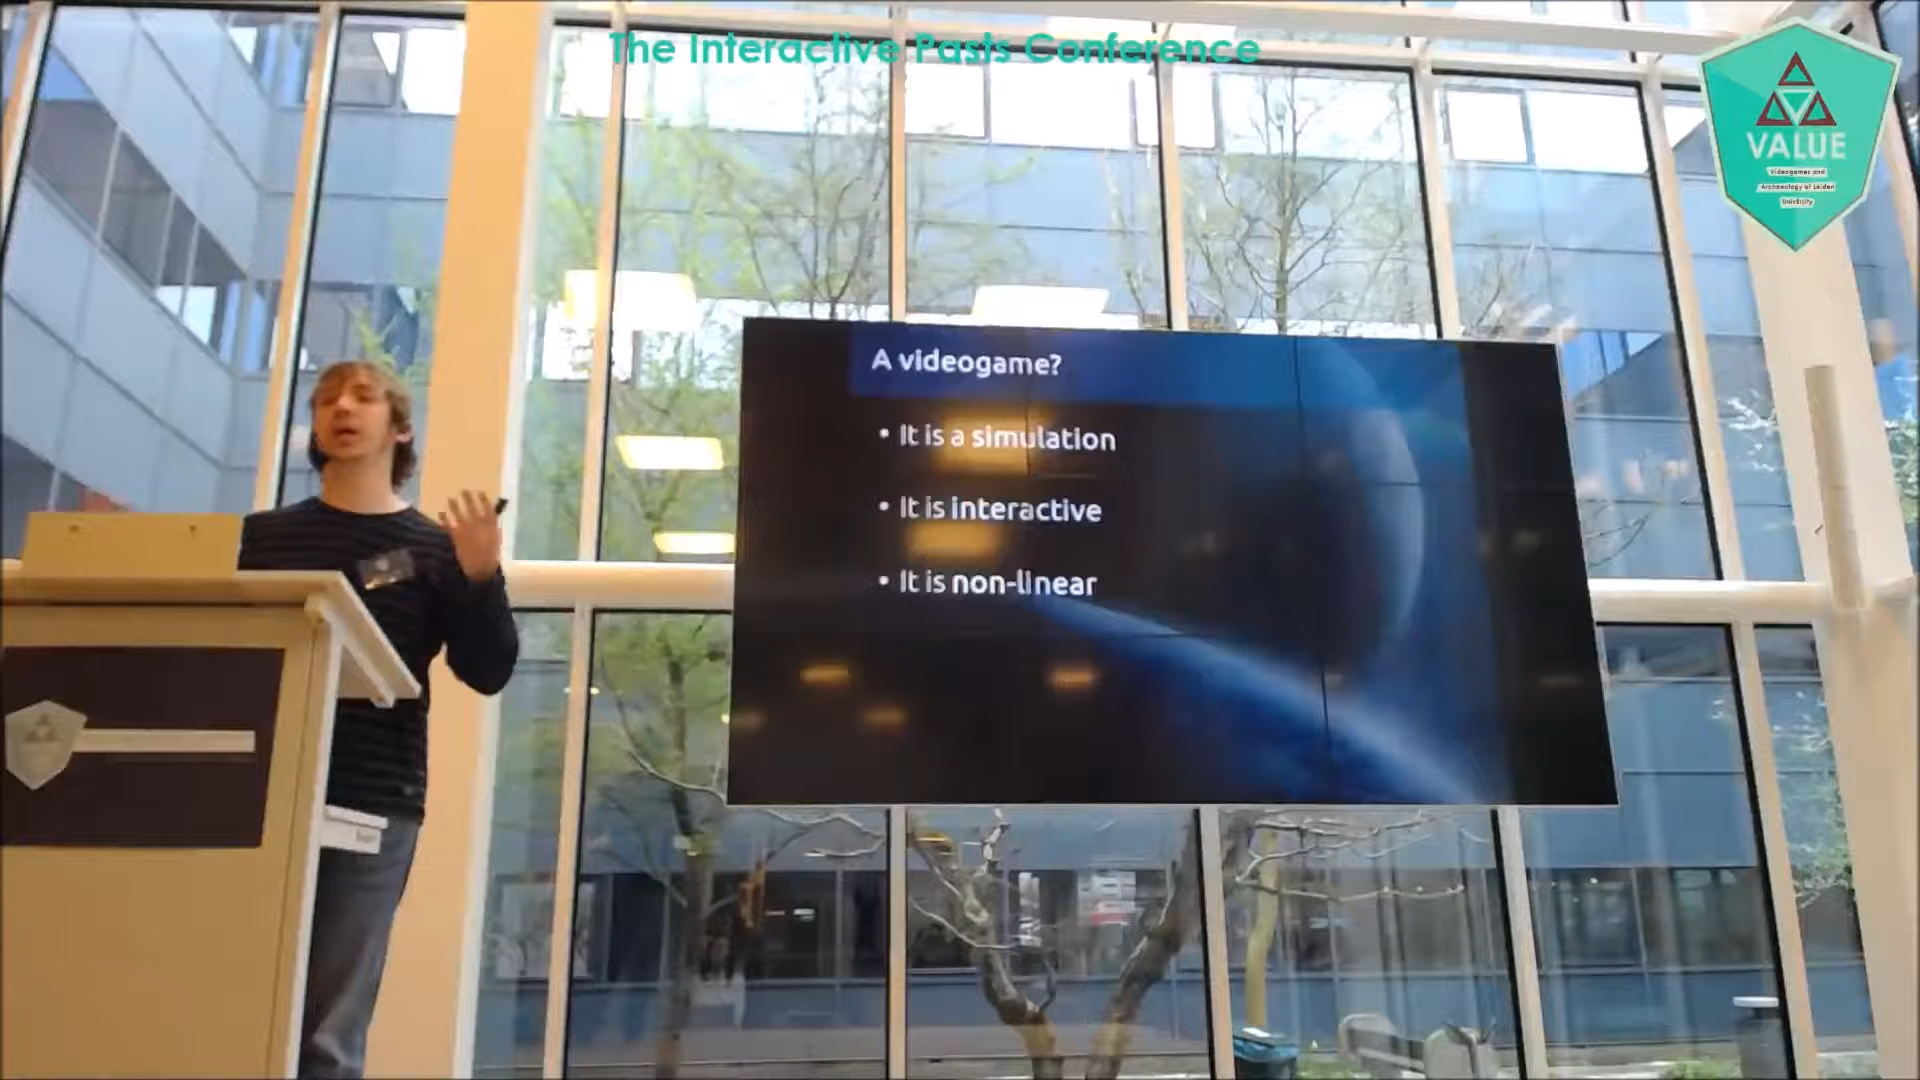 The Interactive Pasts Conference
VALUE
Videogames and
Archaeology at Leiden
University
A videogame?
• It is a simulation
• It is interactive
• It is non-linear